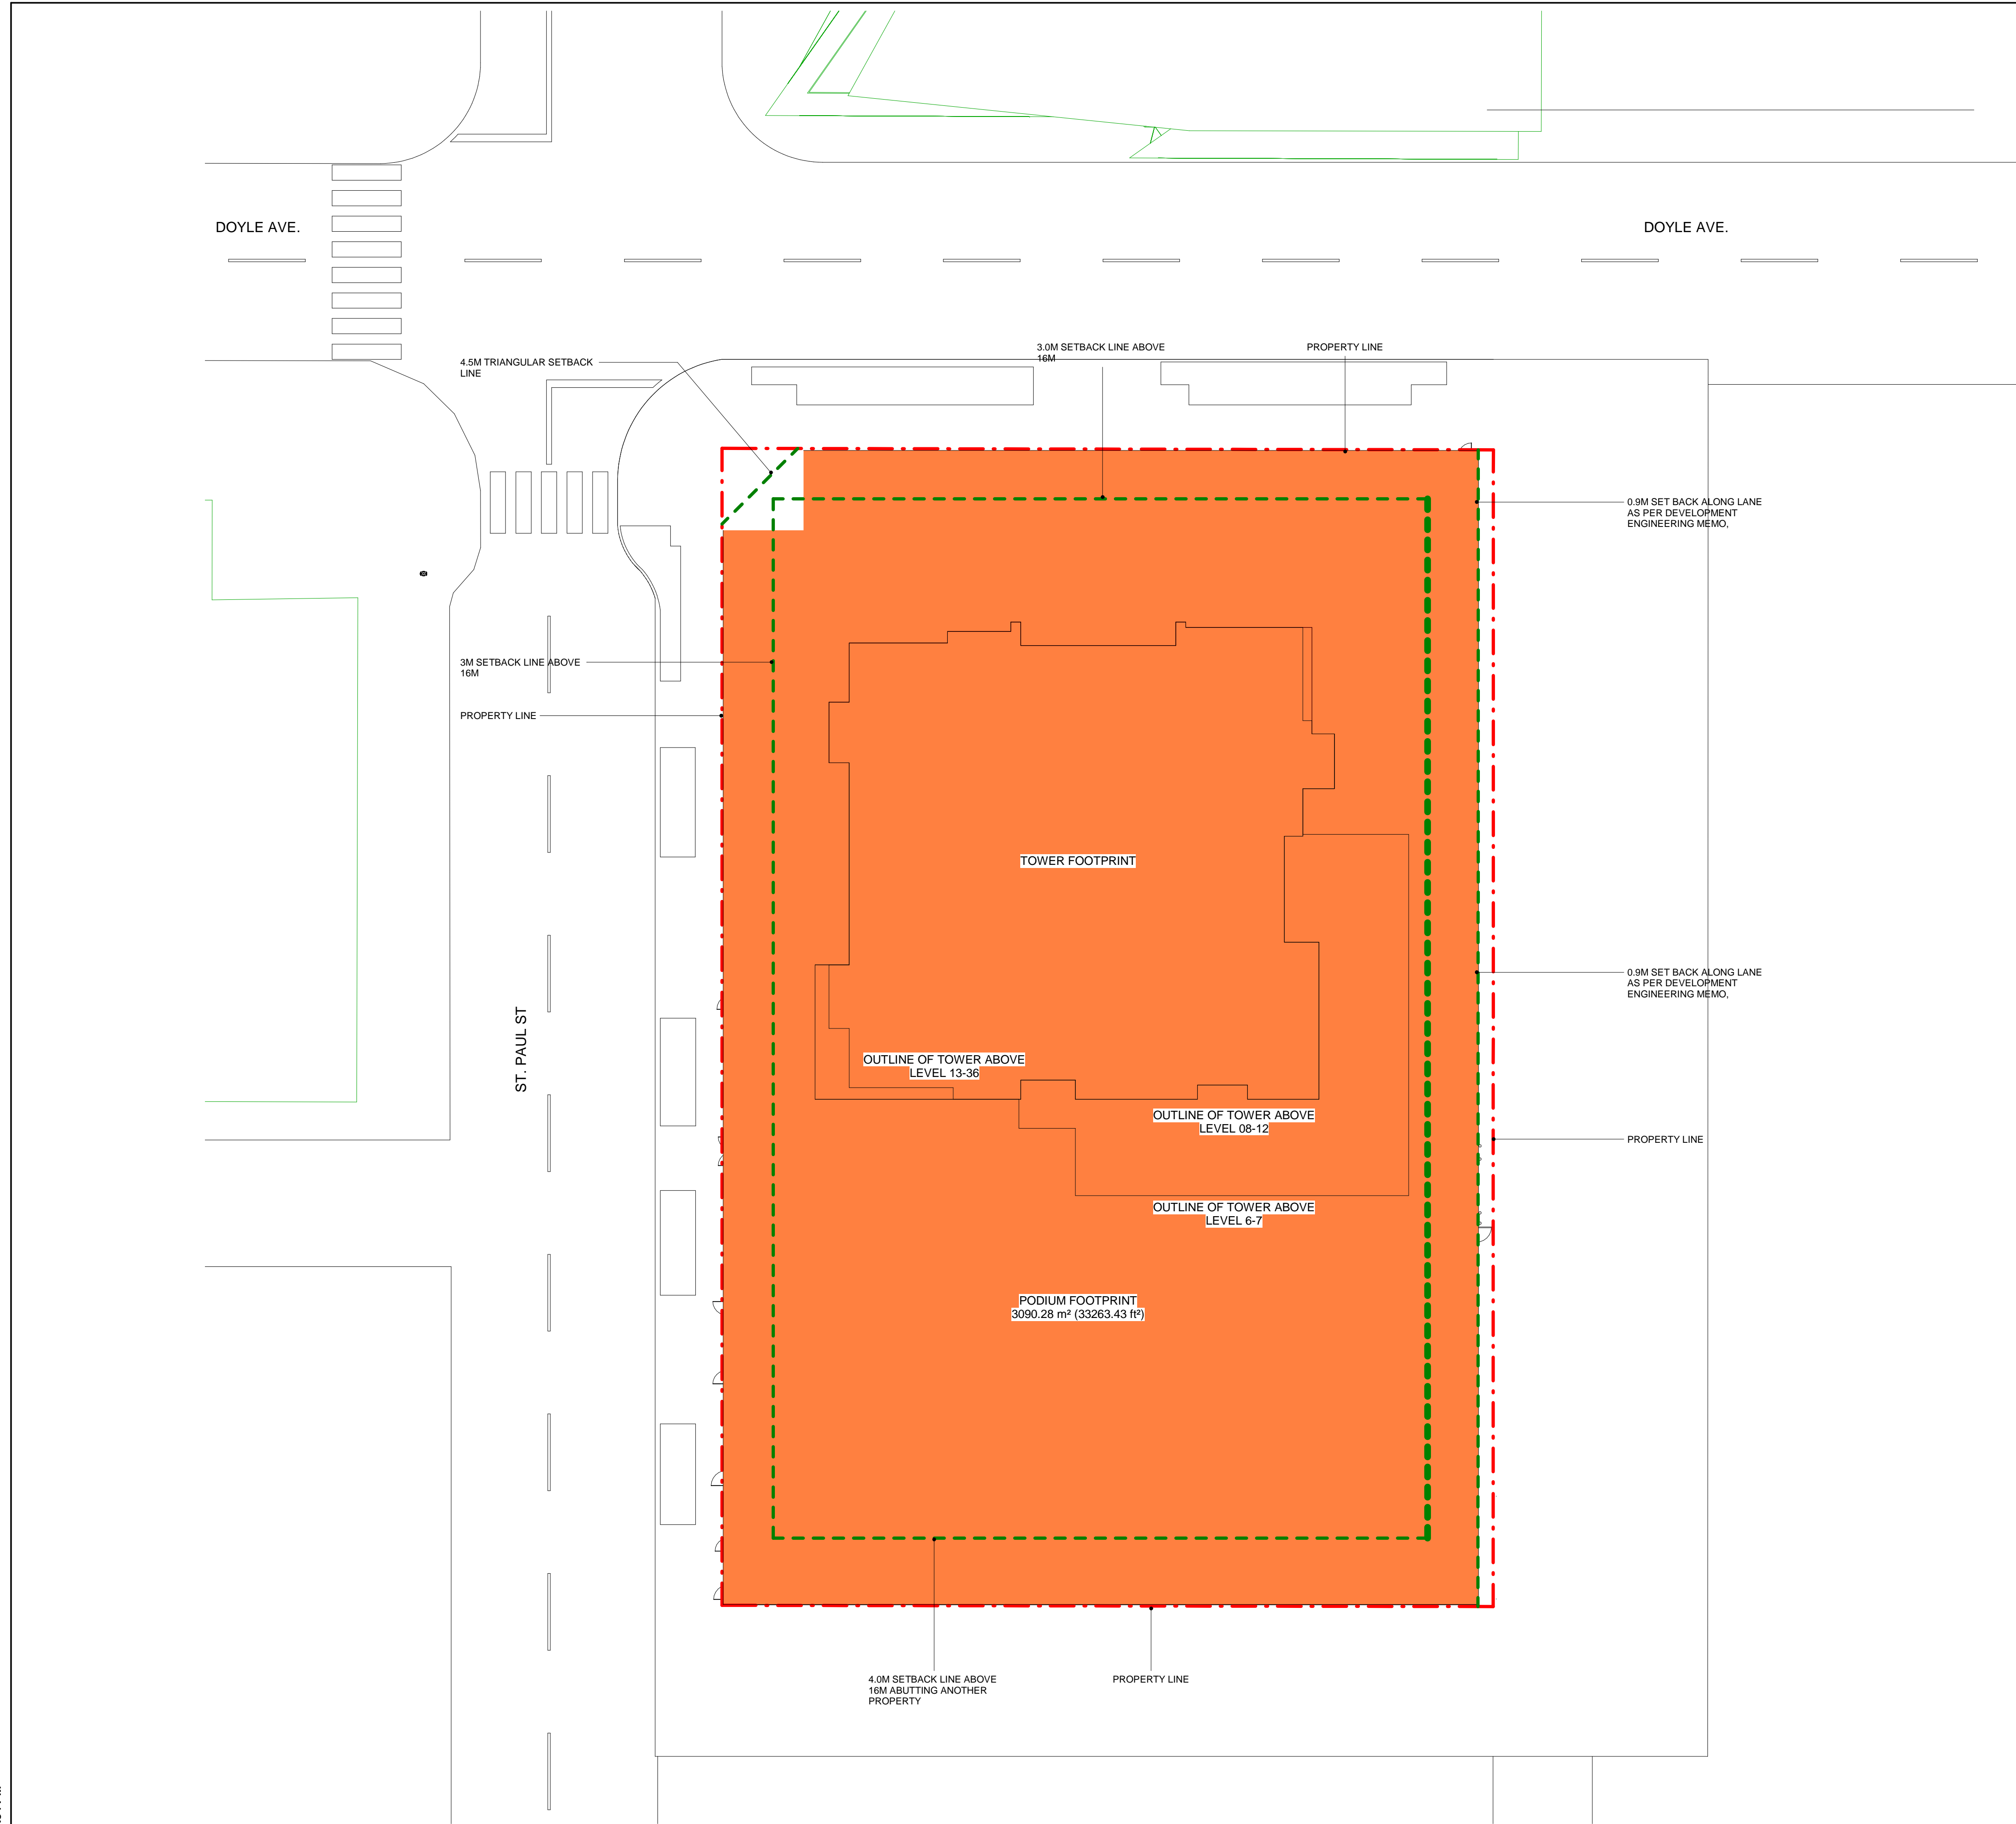 DOYLE AVE.
DOYLE AVE.
4.5M TRIANGULAR SETBACK
LINE
3.0M SETBACK LINE ABOVE
16M
PROPERTY LINE
0.9M SET BACK ALONG LANE
AS PER DEVELOPMENT
ENGINEERING MEMO,
3M SETBACK LINE ABOVE
16M
PROPERTY LINE
TOWER FOOTPRINT
0.9M SET BACK ALONG LANE
AS PER DEVELOPMENT
ENGINEERING MEMO,
ST. PAUL ST
OUTLINE OF TOWER ABOVE
LEVEL 13-36
OUTLINE OF TOWER ABOVE
LEVEL 08-12
PROPERTY LINE
OUTLINE OF TOWER ABOVE
LEVEL 6-7
PODIUM FOOTPRINT
3090.28 m² (33263.43 ft²)
4.0M SETBACK LINE ABOVE
16M ABUTTING ANOTHER
PROPERTY
PROPERTY LINE